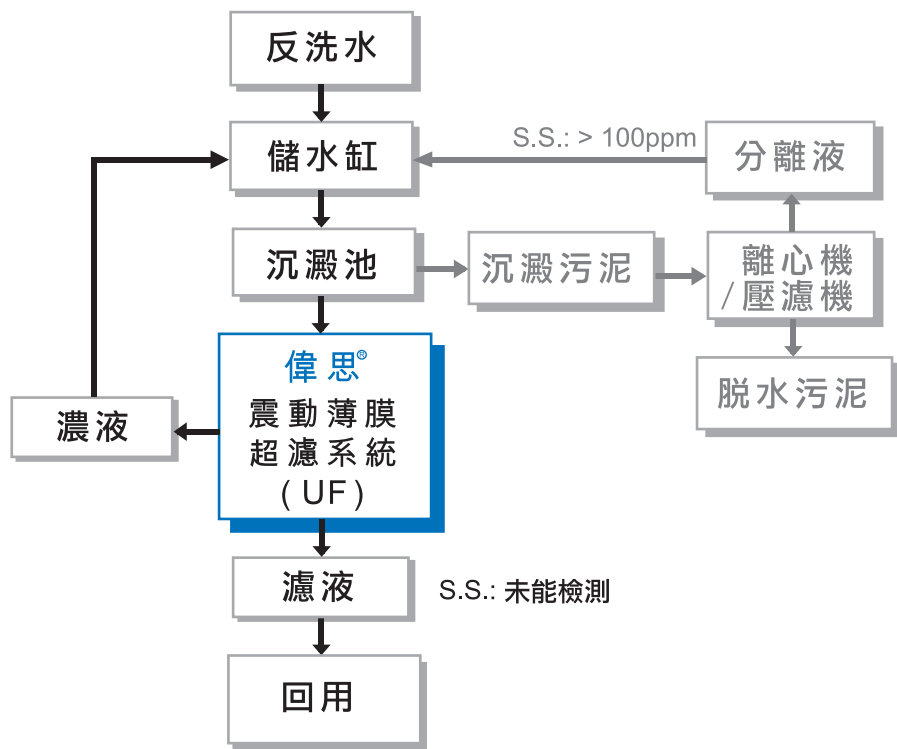 反洗水
儲水缸
S.S.: > 100ppm
分離液
沉澱池
沉澱污泥
離心機
/壓濾機
偉思®
震動薄膜
超濾系統
(UF)
濃液
脱水污泥
濾液
S.S.: 未能檢測
回用